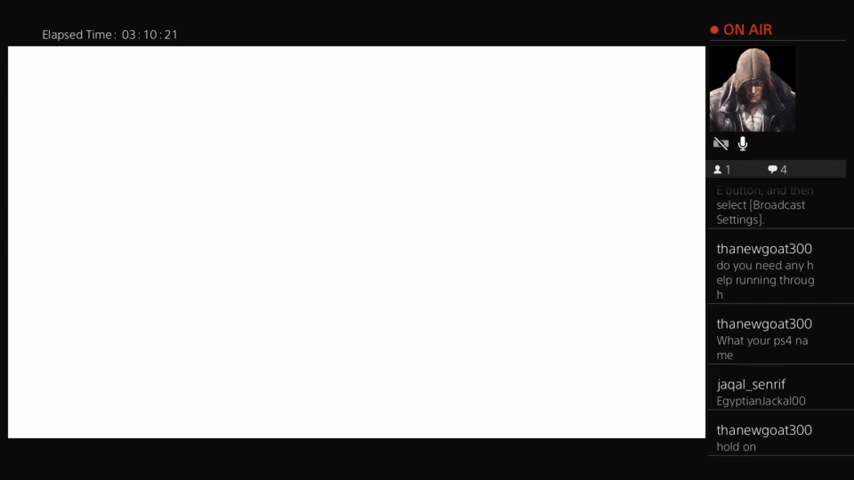 Elapsed Time: 03:10:21
ON AIR
1 4
E button, and then
select [Broadcast
Settings].
thanewgoat300
do you need any h
elp running throug
h
thanewgoat300
What your ps4 na
me
jaqal_senrif
EgyptianJackal00
thanewgoat300
hold on